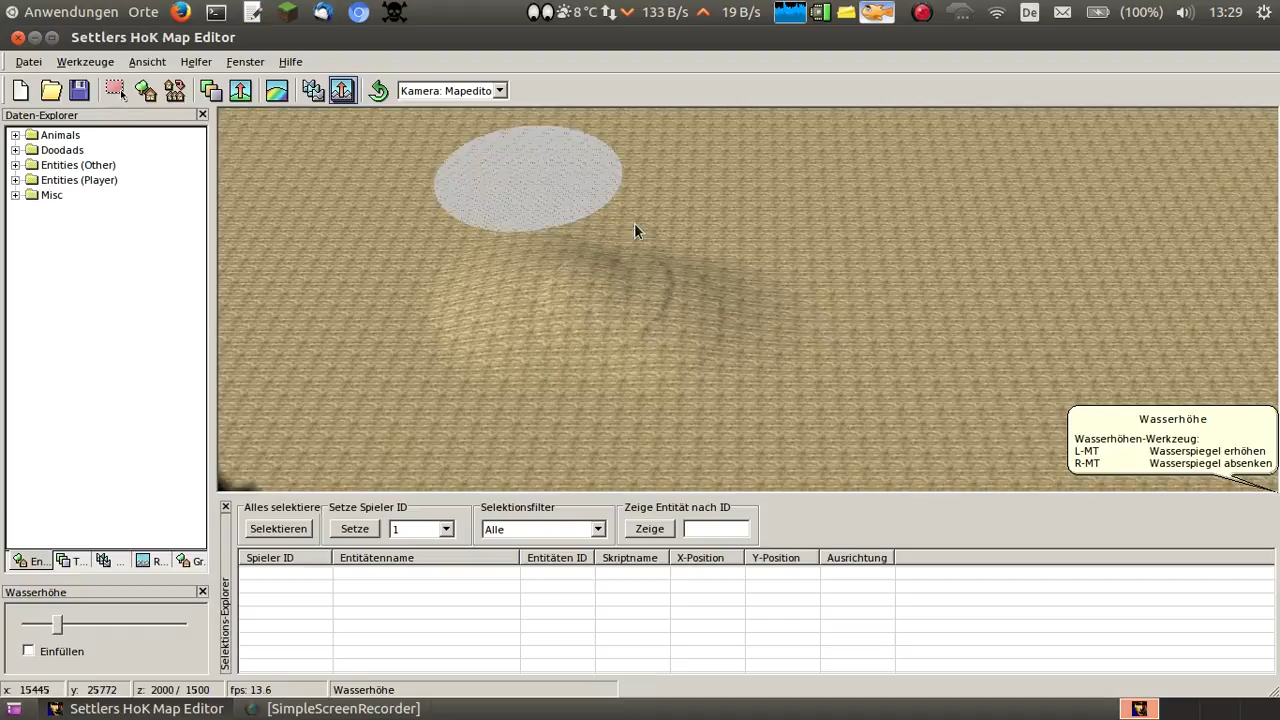 Anwendungen Orte 8 °C 133 B/s 19 B/s De (100%) 13:29
Settlers HoK Map Editor
Datei Werkzeuge Ansicht Helfer Fenster Hilfe
Kamera: Mapedito
Daten-Explorer
Animals
Doodads
Entities (Other)
Entities (Player)
Misc
Wasserhöhe
Wasserhöhen-Werkzeug:
L-MT Wasserspiegel erhöhen
R-MT Wasserspiegel absenken
En... T... ... R... Gr.
Wasserhöhe
Einfüllen
Selektions-Explorer
Alles selektiere Setze Spieler ID Selektionsfilter Zeige Entität nach ID
Selektieren Setze 1 Alle Zeige
Spieler ID Entitätenname Entitäten ID Skriptname X-Position Y-Position Ausrichtung
x: 15445 y: 25772 z: 2000 / 1500 fps: 13.6 Wasserhöhe
Settlers HoK Map Editor [SimpleScreenRecorder]